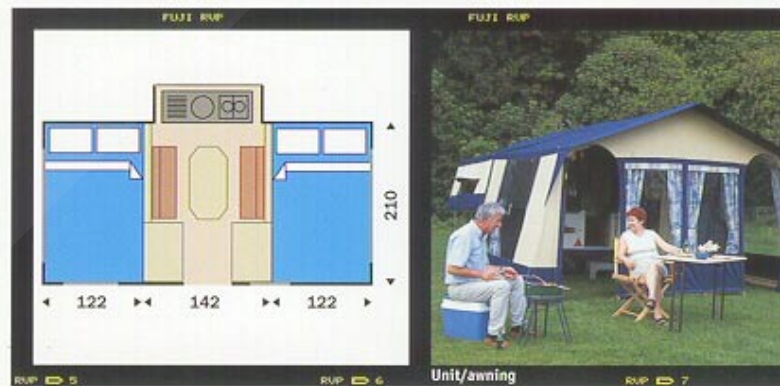 FUJI RVP
FUJI RVP
210
122
142
122
Unit/awning
RVP 5
RVP 6
RVP 7